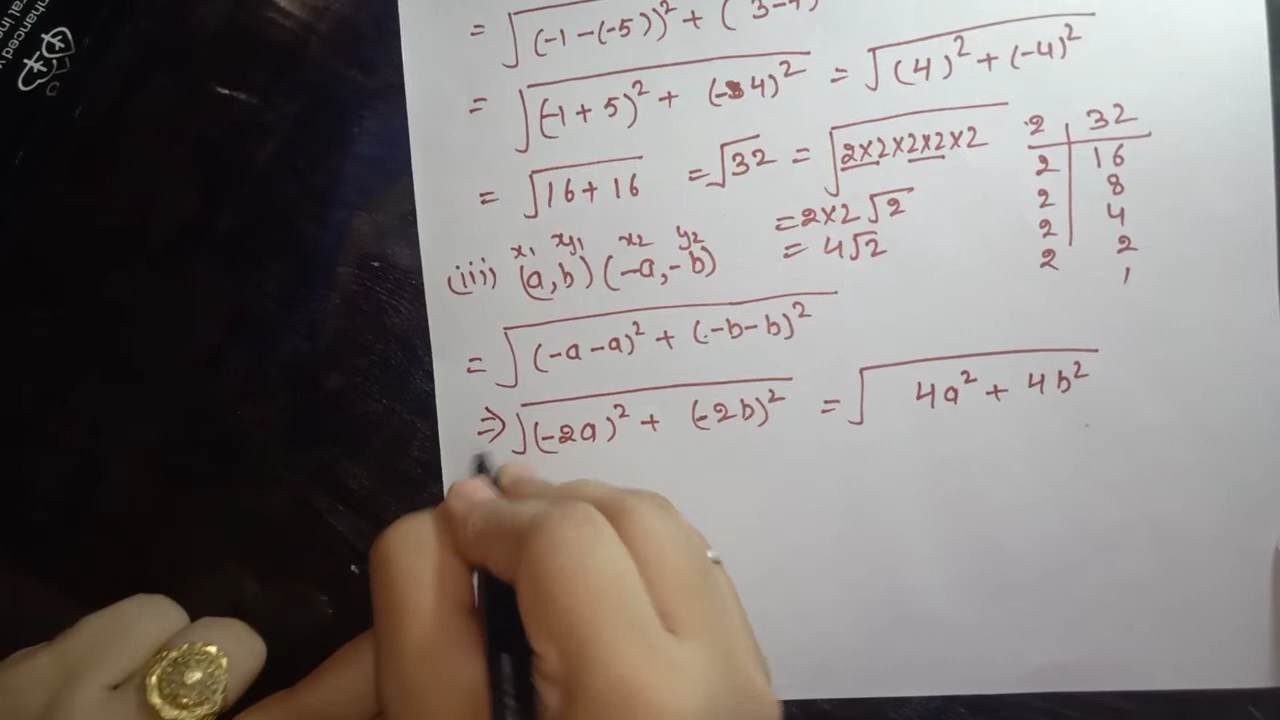 = √(-1-(-5))² + (3-4)
= √(-1+5)² + (-4)² = √(4)² + (-4)²
= √16+16 = √32 = √2×2×2×2×2
= 2×2√2
= 4√2
2 | 32
2 | 16
2 | 8
2 | 4
2 | 2
1
x₁ y₁ x₂ y₂
(iii) (a,b) (-a,-b)
= √(-a-a)² + (-b-b)²
⇒ √(-2a)² + (-2b)² = √4a² + 4b²